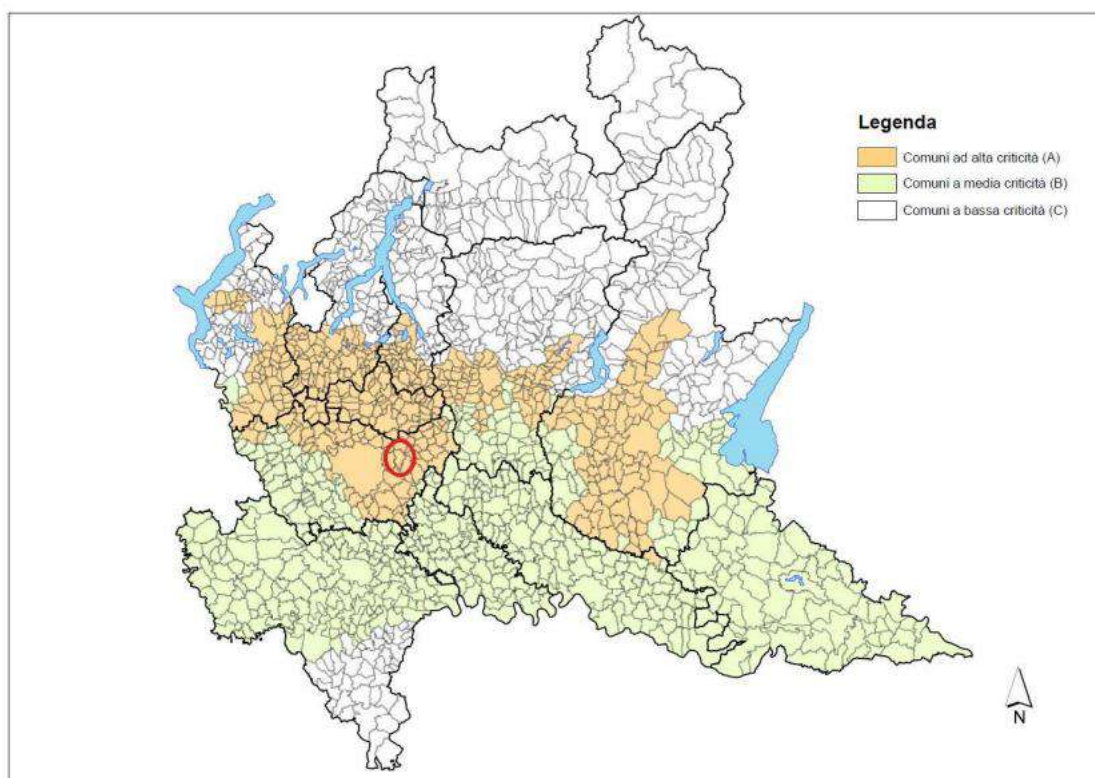 Legenda
Comuni ad alta criticità (A)
Comuni a media criticità (B)
Comuni a bassa criticità (C)
N